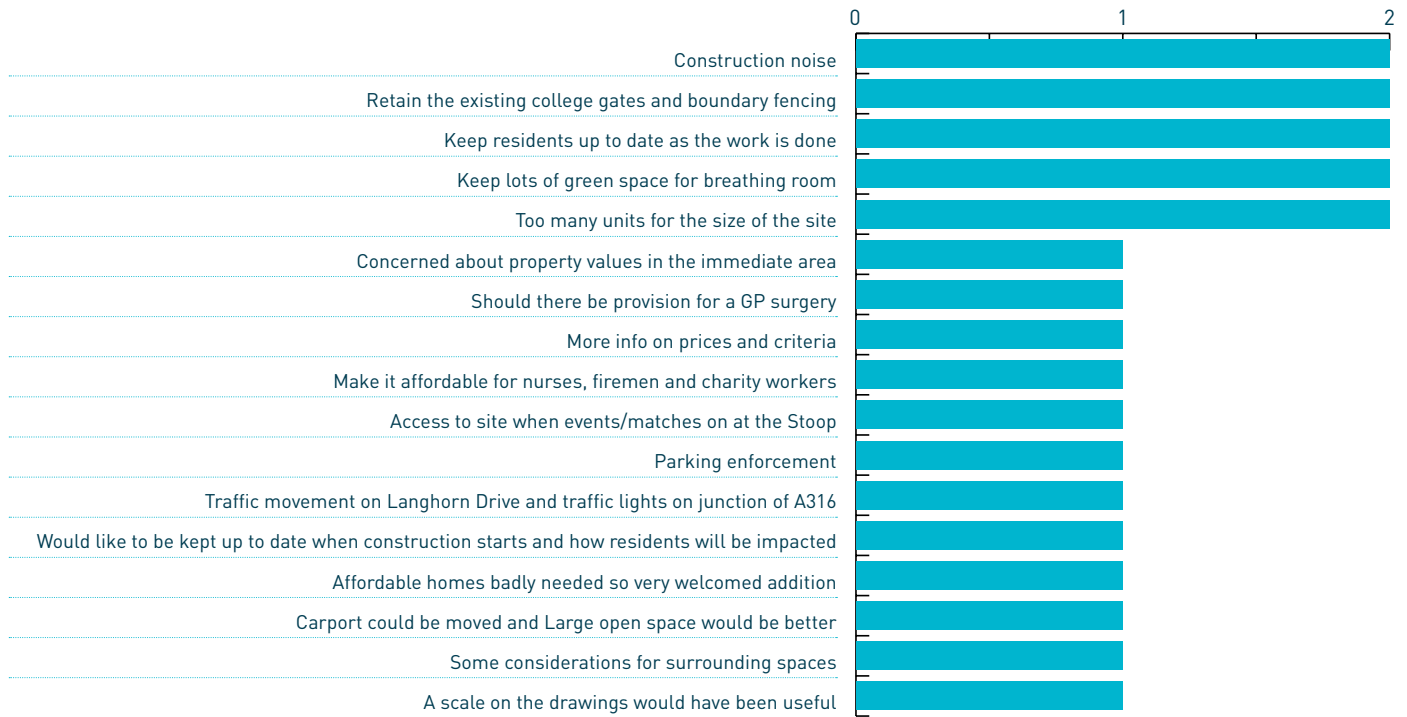 0 1 2
Construction noise
Retain the existing college gates and boundary fencing
Keep residents up to date as the work is done
Keep lots of green space for breathing room
Too many units for the size of the site
Concerned about property values in the immediate area
Should there be provision for a GP surgery
More info on prices and criteria
Make it affordable for nurses, firemen and charity workers
Access to site when events/matches on at the Stoop
Parking enforcement
Traffic movement on Langhorn Drive and traffic lights on junction of A316
Would like to be kept up to date when construction starts and how residents will be impacted
Affordable homes badly needed so very welcomed addition
Carport could be moved and Large open space would be better
Some considerations for surrounding spaces
A scale on the drawings would have been useful